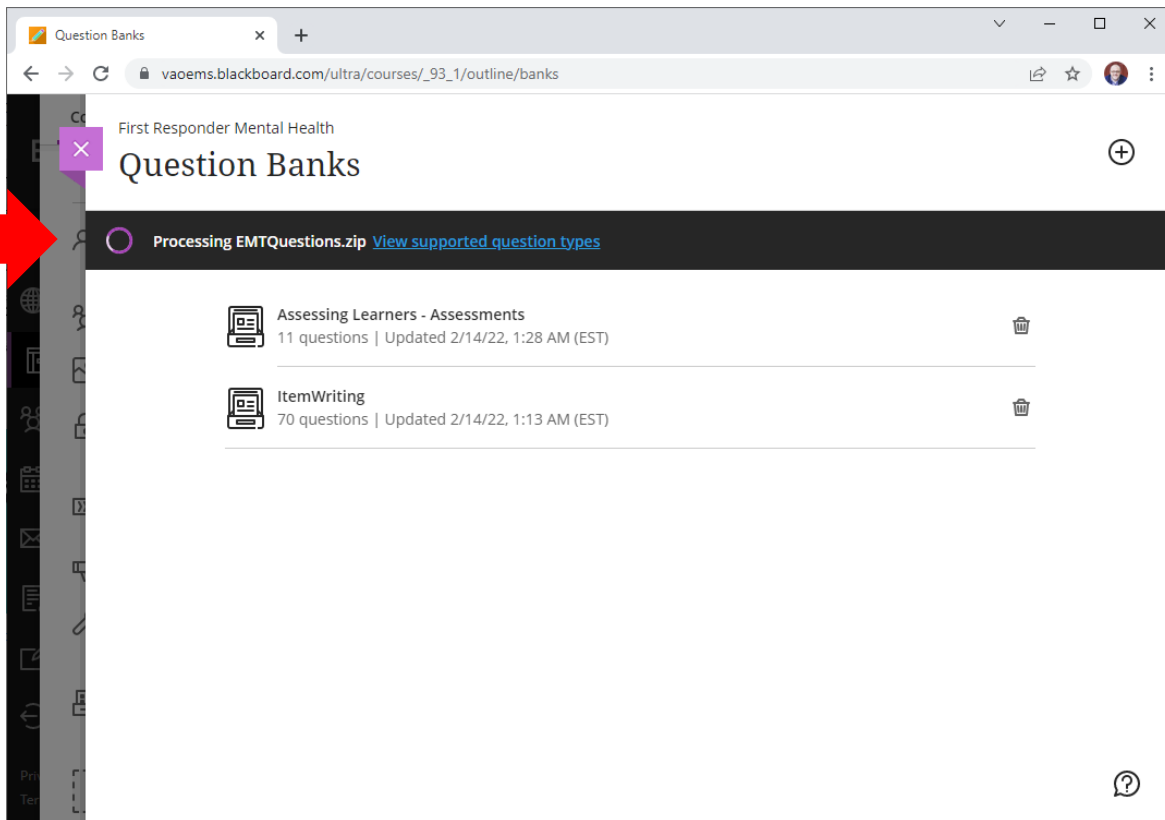 Question Banks
vaoems.blackboard.com/ultra/courses/_93_1/outline/banks
First Responder Mental Health
Question Banks
Processing EMTQuestions.zip View supported question types
Assessing Learners - Assessments
11 questions | Updated 2/14/22, 1:28 AM (EST)
ItemWriting
70 questions | Updated 2/14/22, 1:13 AM (EST)